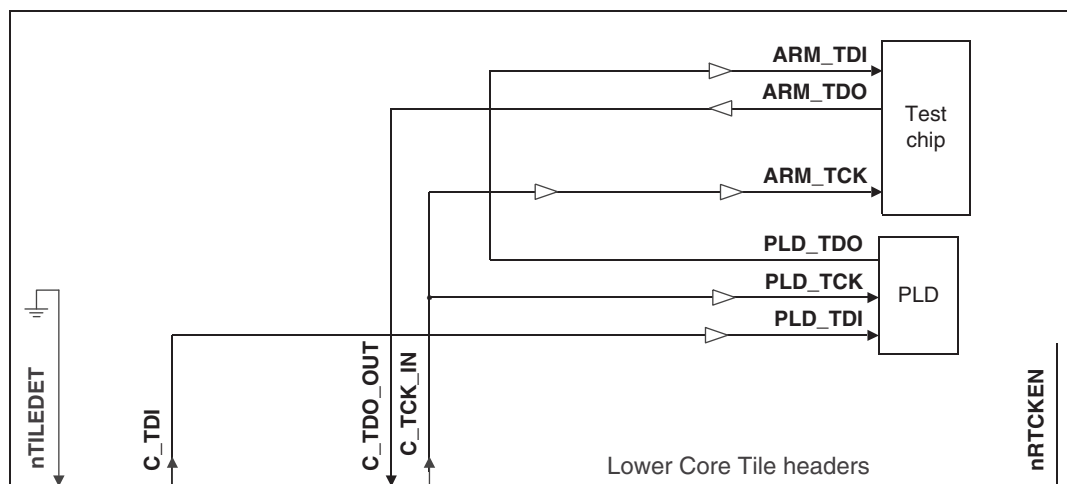 ARM_TDI
ARM_TDO
Test
chip
ARM_TCK
PLD_TDO
PLD_TCK
PLD
PLD_TDI
nTILEDET
C_TDI
C_TDO_OUT
C_TCK_IN
nRTCKEN
Lower Core Tile headers